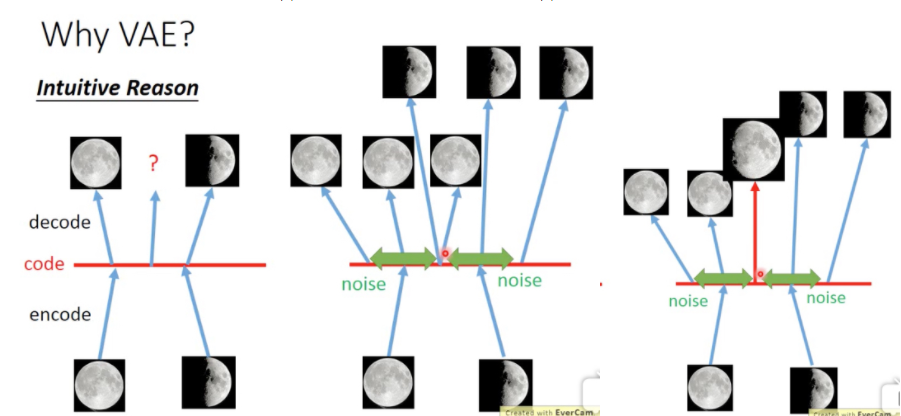 Why VAE?
Intuitive Reason
?
decode
code
encode
noise
noise
Created with EverCam.
noise
noise
Created with EverCam.